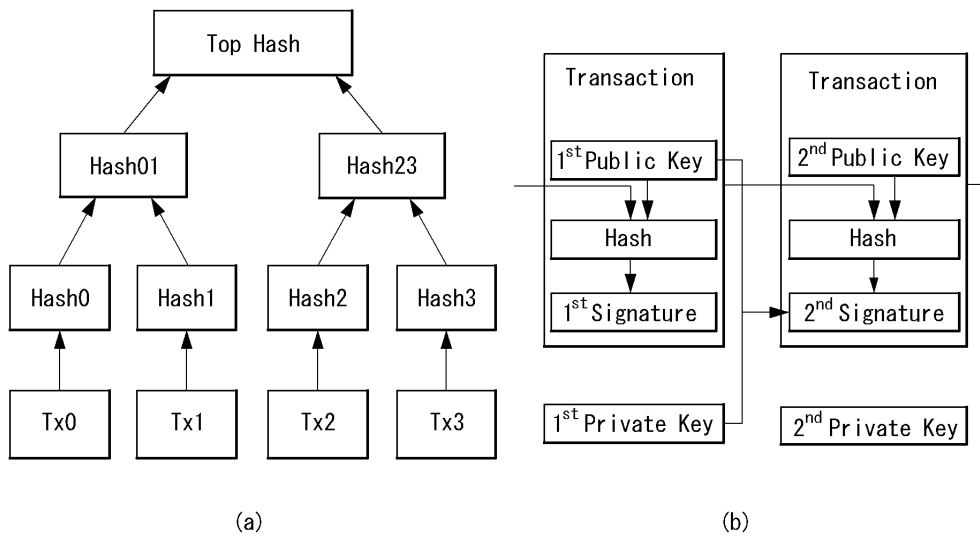 Top Hash
Hash01
Hash23
Hash0
Hash1
Hash2
Hash3
Tx0
Tx1
Tx2
Tx3
(a)
Transaction
1st Public Key
Hash
1st Signature
1st Private Key
Transaction
2nd Public Key
Hash
2nd Signature
2nd Private Key
(b)